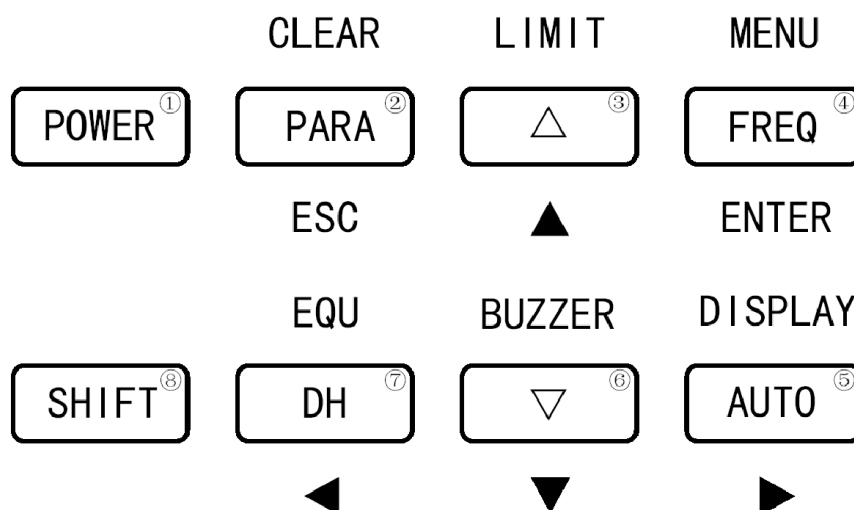 CLEAR LIMIT MENU
POWER① PARA② △③ FREQ④
ESC ▲ ENTER
EQU BUZZER DISPLAY
SHIFT⑧ DH⑦ ▽⑥ AUTO⑤
◀ ▼ ▶